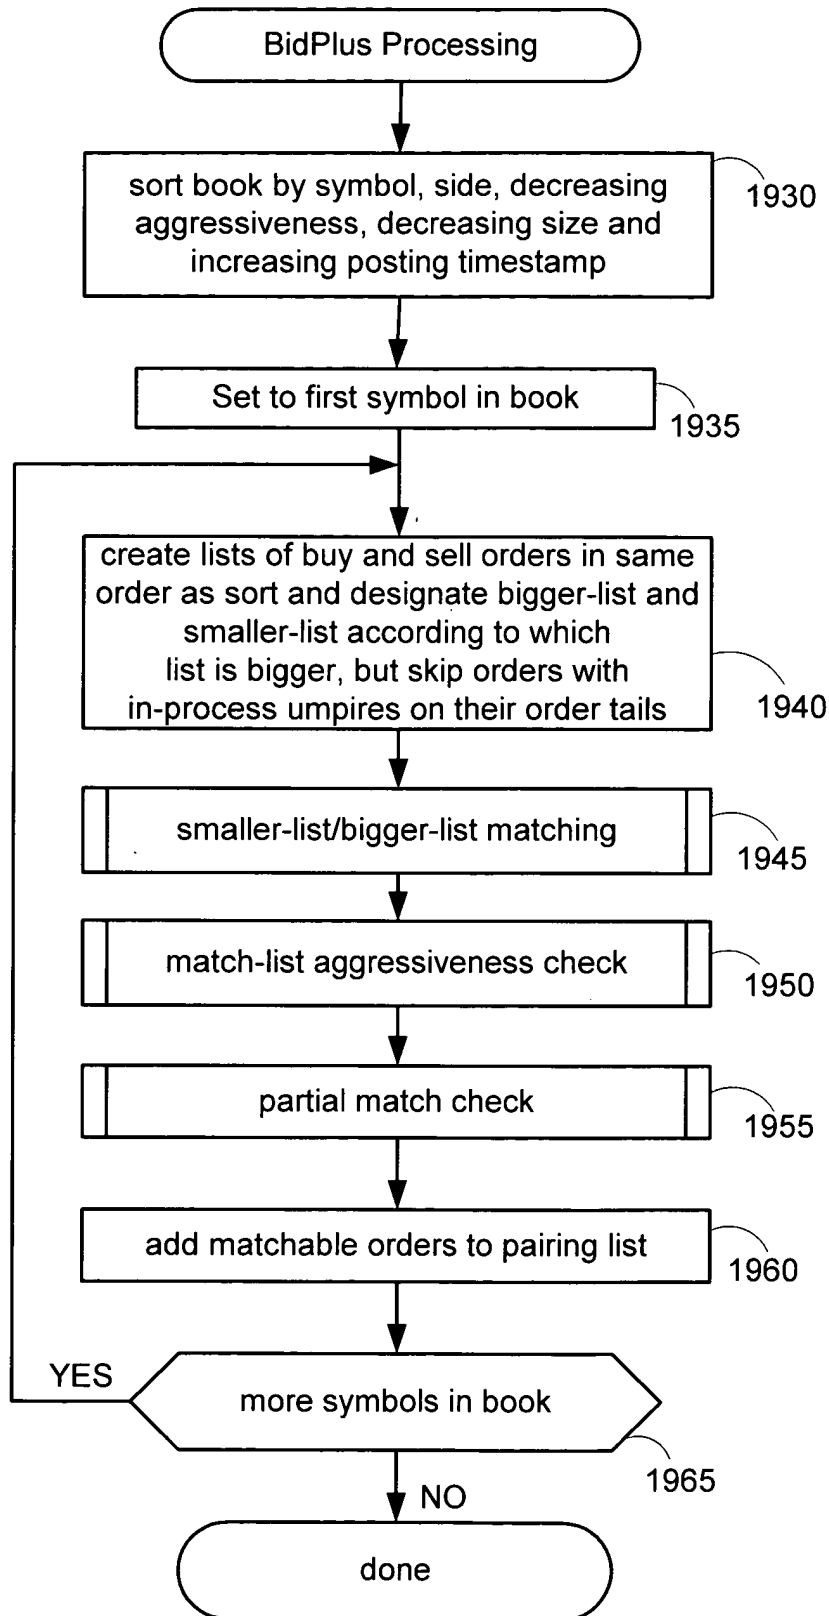 BidPlus Processing
sort book by symbol, side, decreasing
aggressiveness, decreasing size and
increasing posting timestamp
1930
Set to first symbol in book
1935
create lists of buy and sell orders in same
order as sort and designate bigger-list and
smaller-list according to which
list is bigger, but skip orders with
in-process umpires on their order tails
1940
smaller-list/bigger-list matching
1945
match-list aggressiveness check
1950
partial match check
1955
add matchable orders to pairing list
1960
YES
more symbols in book
1965
NO
done